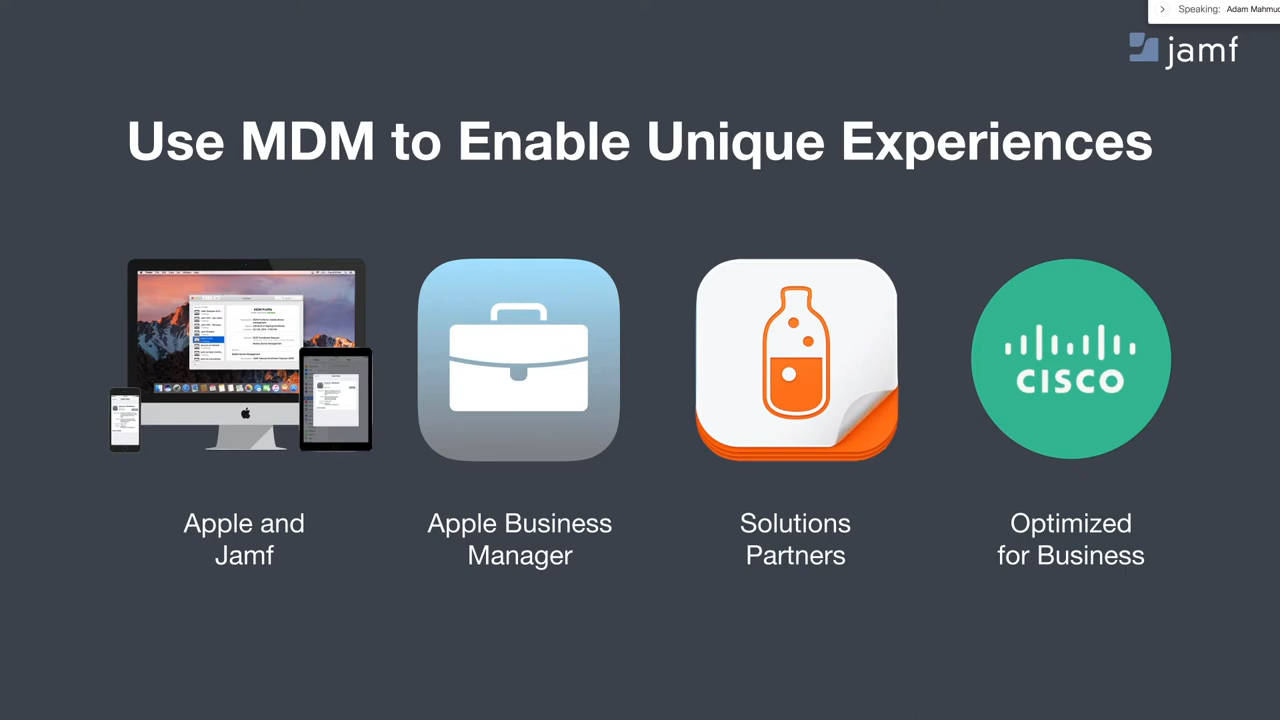 Speaking: Adam Mahmud
jamf
Use MDM to Enable Unique Experiences
CISCO
Apple and
Jamf
Apple Business
Manager
Solutions
Partners
Optimized
for Business